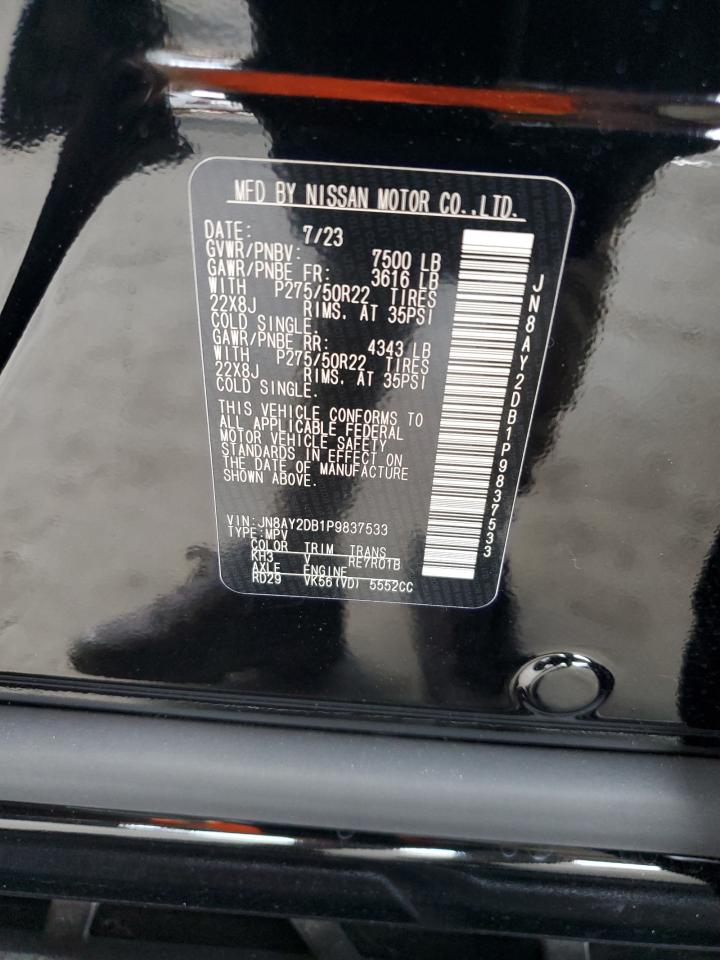 MFD BY NISSAN MOTOR CO.,LTD.
DATE: 7/23
GVWR/PNBV: 7500 LB
GAWR/PNBE FR: 3616 LB
WITH P275/50R22 TIRES
22X8J RIMS. AT 35PSI
COLD SINGLE.
GAWR/PNBE RR: 4343 LB
WITH P275/50R22 TIRES
22X8J RIMS. AT 35PSI
COLD SINGLE.
THIS VEHICLE CONFORMS TO
ALL APPLICABLE FEDERAL
MOTOR VEHICLE SAFETY
STANDARDS IN EFFECT ON
THE DATE OF MANUFACTURE
SHOWN ABOVE.
VIN:JN8AY2DB1P9837533
TYPE:MPV
COLOR TRIM TRANS
KH3 V RE7R01B
AXLE ENGINE
RD29 VK56(VD) 5552CC
JN8AY2DB1P9837533